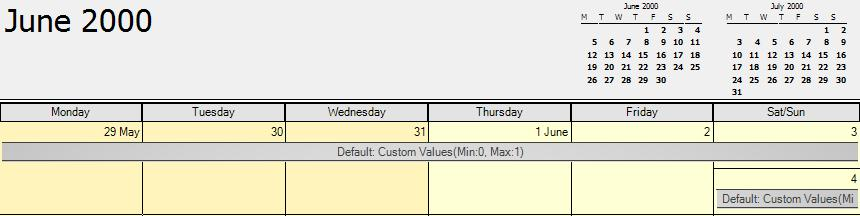 June 2000
June 2000
M T W T F S S
1 2 3 4
5 6 7 8 9 10 11
12 13 14 15 16 17 18
19 20 21 22 23 24 25
26 27 28 29 30
July 2000
M T W T F S S
1 2
3 4 5 6 7 8 9
10 11 12 13 14 15 16
17 18 19 20 21 22 23
24 25 26 27 28 29 30
31
Monday Tuesday Wednesday Thursday Friday Sat/Sun
29 May 30 31 1 June 2 3
Default: Custom Values(Min:0, Max:1)
4
Default: Custom Values(Mi